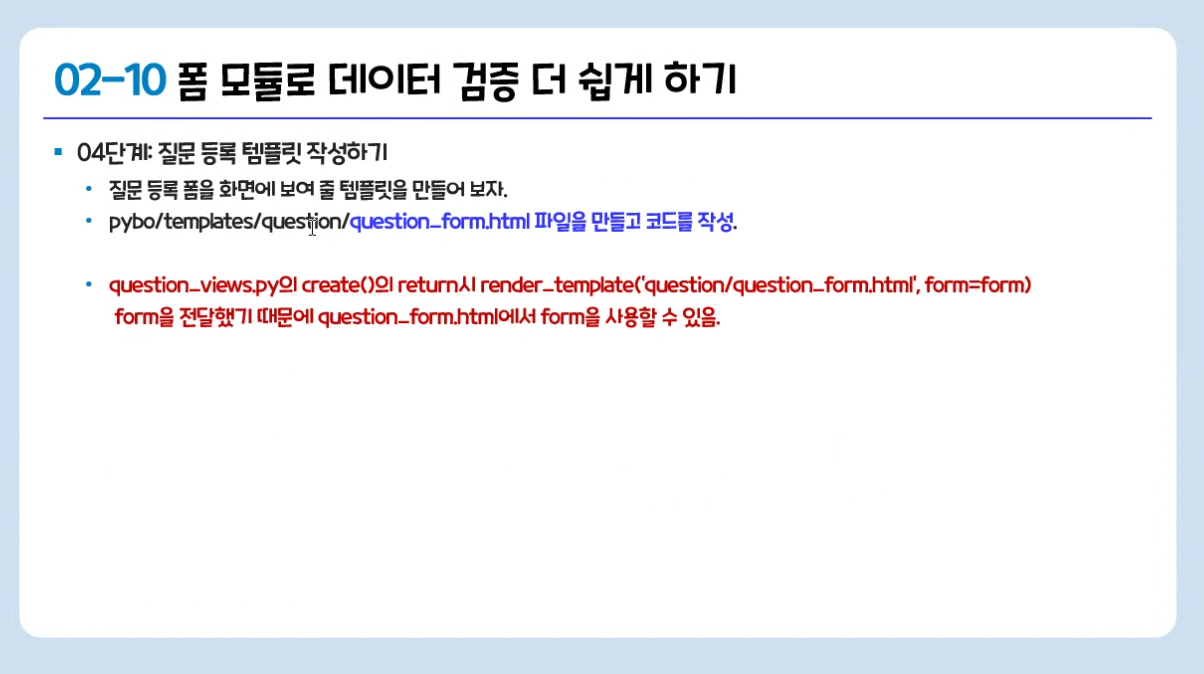 02-10 폼 모듈로 데이터 검증 더 쉽게 하기
04단계: 질문 등록 템플릿 작성하기
질문 등록 폼을 화면에 보여 줄 템플릿을 만들어 보자.
pybo/templates/question/question_form.html 파일을 만들고 코드를 작성.
question_views.py의 create()의 return시 render_template('question/question_form.html', form=form)
form을 전달했기 때문에 question_form.html에서 form을 사용할 수 있음.